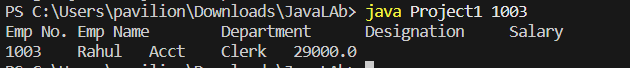 PS C:\Users\pavilion\Downloads\JavaLAb> java Project1 1003
Emp No. Emp Name Department Designation Salary
1003 Rahul Acct Clerk 29000.0